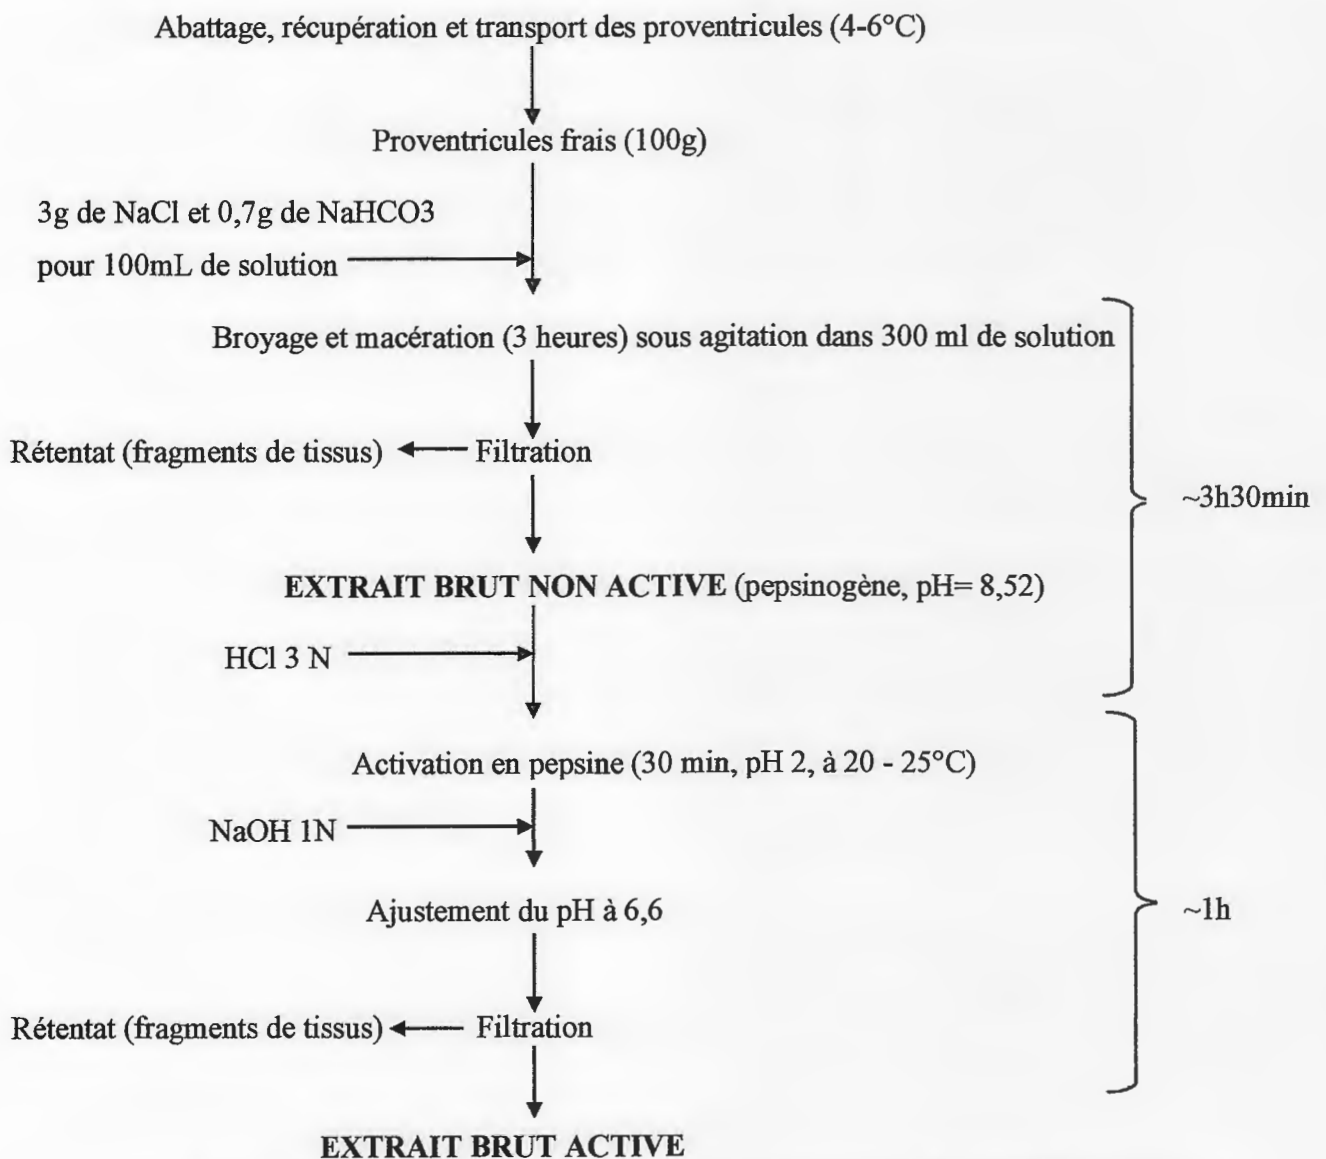 Abattage, récupération et transport des proventricules (4-6°C)
Proventricules frais (100g)
3g de NaCl et 0,7g de NaHCO3
pour 100mL de solution
Broyage et macération (3 heures) sous agitation dans 300 ml de solution
Rétentat (fragments de tissus)
Filtration
~3h30min
EXTRAIT BRUT NON ACTIVE (pepsinogène, pH= 8,52)
HCl 3 N
Activation en pepsine (30 min, pH 2, à 20 - 25°C)
NaOH 1N
Ajustement du pH à 6,6
~1h
Rétentat (fragments de tissus)
Filtration
EXTRAIT BRUT ACTIVE